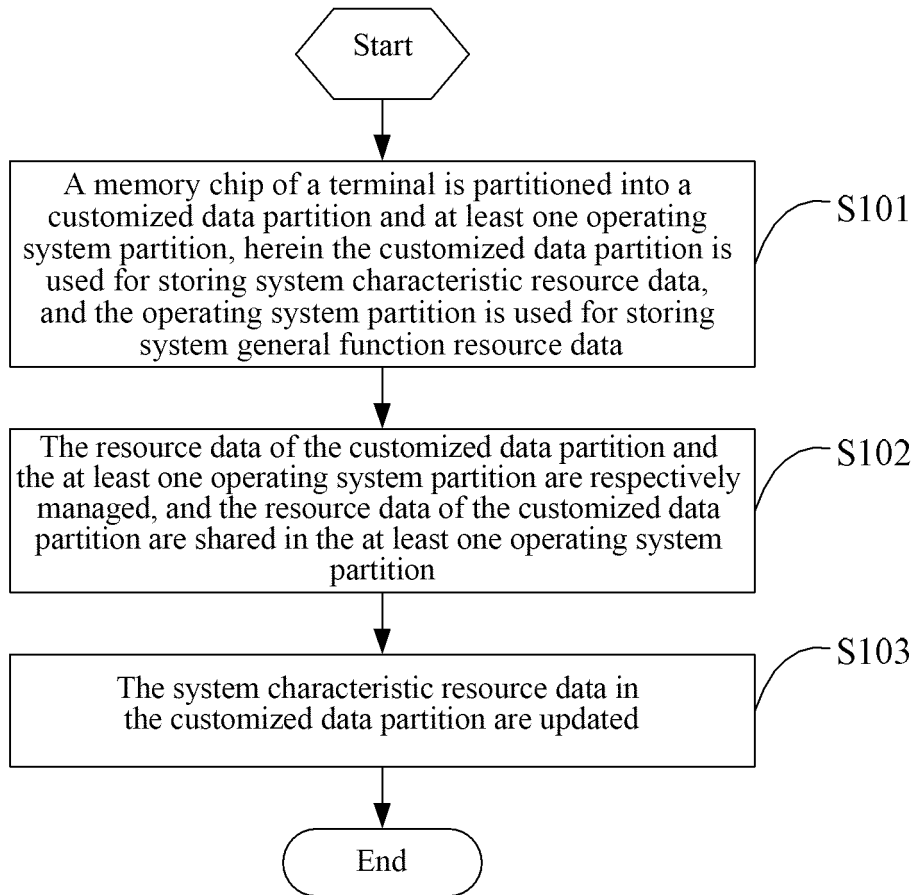 Start
A memory chip of a terminal is partitioned into a
customized data partition and at least one operating
system partition, herein the customized data partition is
used for storing system characteristic resource data,
and the operating system partition is used for storing
system general function resource data
S101
The resource data of the customized data partition and
the at least one operating system partition are respectively
managed, and the resource data of the customized data
partition are shared in the at least one operating system
partition
S102
The system characteristic resource data in
the customized data partition are updated
S103
End